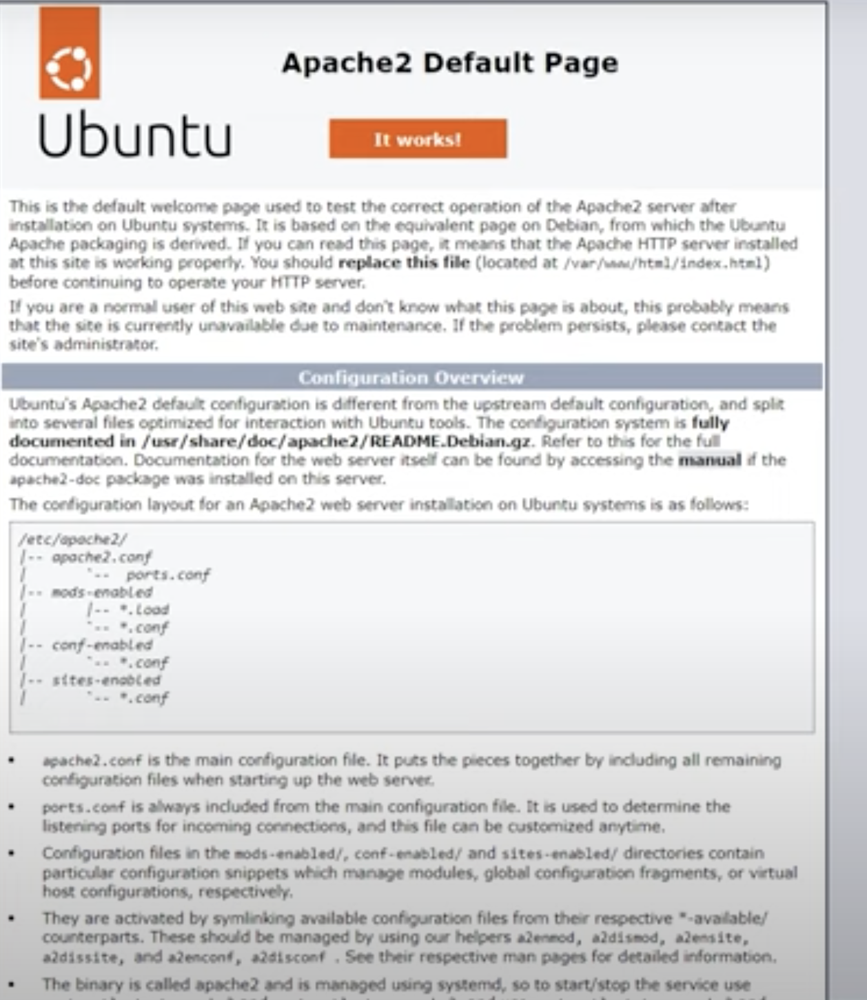 Apache2 Default Page
Ubuntu
It works!
This is the default welcome page used to test the correct operation of the Apache2 server after
installation on Ubuntu systems. It is based on the equivalent page on Debian, from which the Ubuntu
Apache packaging is derived. If you can read this page, it means that the Apache HTTP server installed
at this site is working properly. You should replace this file (located at /var/www/html/index.html)
before continuing to operate your HTTP server.
If you are a normal user of this web site and don't know what this page is about, this probably means
that the site is currently unavailable due to maintenance. If the problem persists, please contact the
site's administrator.
Configuration Overview
Ubuntu's Apache2 default configuration is different from the upstream default configuration, and split
into several files optimized for interaction with Ubuntu tools. The configuration system is fully
documented in /usr/share/doc/apache2/README.Debian.gz. Refer to this for the full
documentation. Documentation for the web server itself can be found by accessing the manual if the
apache2-doc package was installed on this server.
The configuration layout for an Apache2 web server installation on Ubuntu systems is as follows:
/etc/apache2/
|-- apache2.conf
|       `--  ports.conf
|-- mods-enabled
|       |-- *.load
|       `-- *.conf
|-- conf-enabled
|       `-- *.conf
|-- sites-enabled
|       `-- *.conf
• apache2.conf is the main configuration file. It puts the pieces together by including all remaining
configuration files when starting up the web server.
• ports.conf is always included from the main configuration file. It is used to determine the
listening ports for incoming connections, and this file can be customized anytime.
• Configuration files in the mods-enabled/, conf-enabled/ and sites-enabled/ directories contain
particular configuration snippets which manage modules, global configuration fragments, or virtual
host configurations, respectively.
• They are activated by symlinking available configuration files from their respective *-available/
counterparts. These should be managed by using our helpers a2enmod, a2dismod, a2ensite,
a2dissite, and a2enconf, a2disconf . See their respective man pages for detailed information.
• The binary is called apache2 and is managed using systemd, so to start/stop the service use